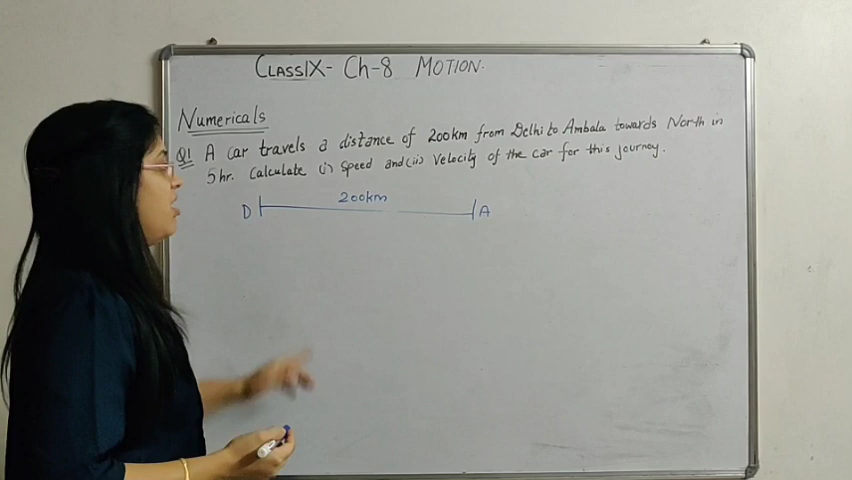 CLASSIX- Ch-8 MOTION.
Numericals
Q1 A car travels a distance of 200km from Delhi to Ambala towards North in
5hr. Calculate (i) Speed and (ii) Velocity of the car for this journey.
200km
D A